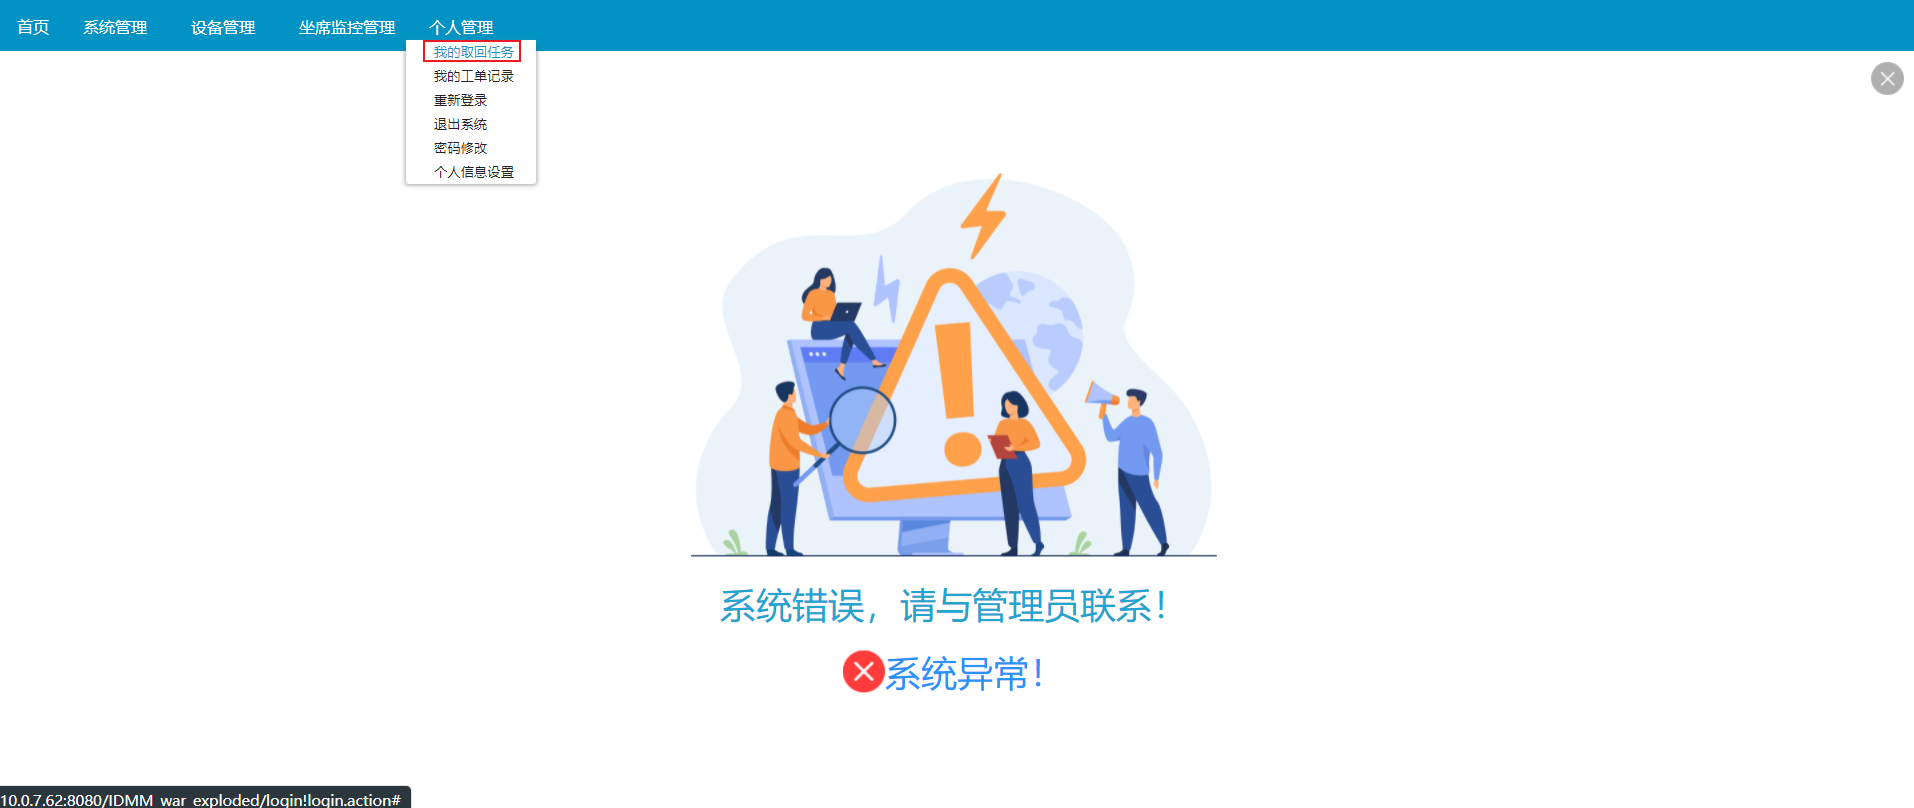 首页 系统管理 设备管理 坐席监控管理 个人管理
我的取回任务
我的工单记录
重新登录
退出系统
密码修改
个人信息设置
系统错误，请与管理员联系！
系统异常！
10.0.7.62:8080/IDMM_war_exploded/login!login.action#